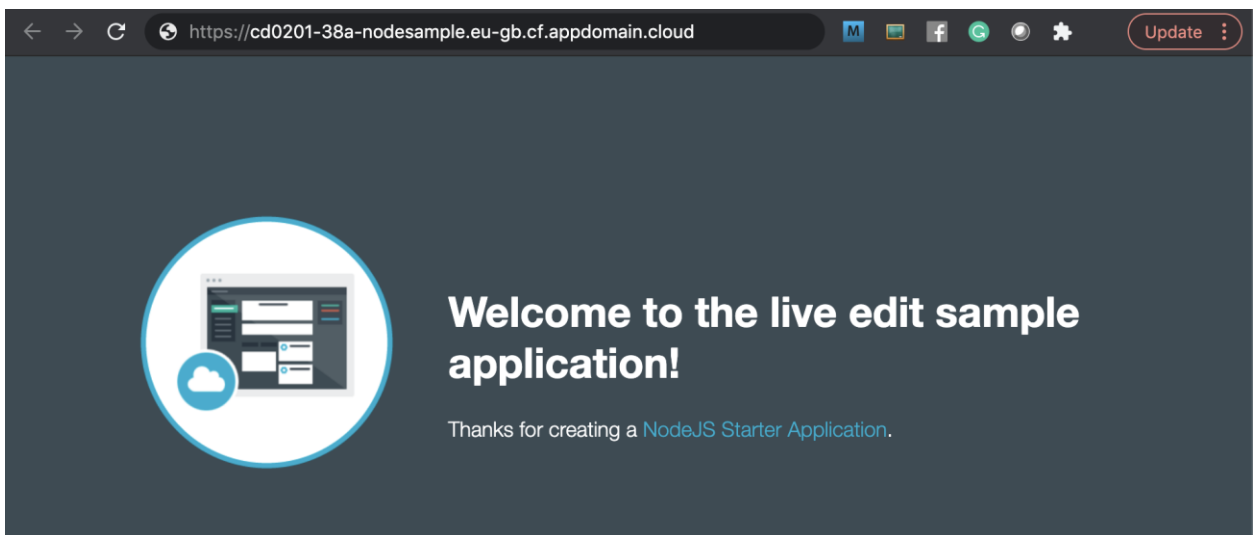 https://cd0201-38a-nodesample.eu-gb.cf.appdomain.cloud
M
f
G
Update
Welcome to the live edit sample
application!
Thanks for creating a NodeJS Starter Application.